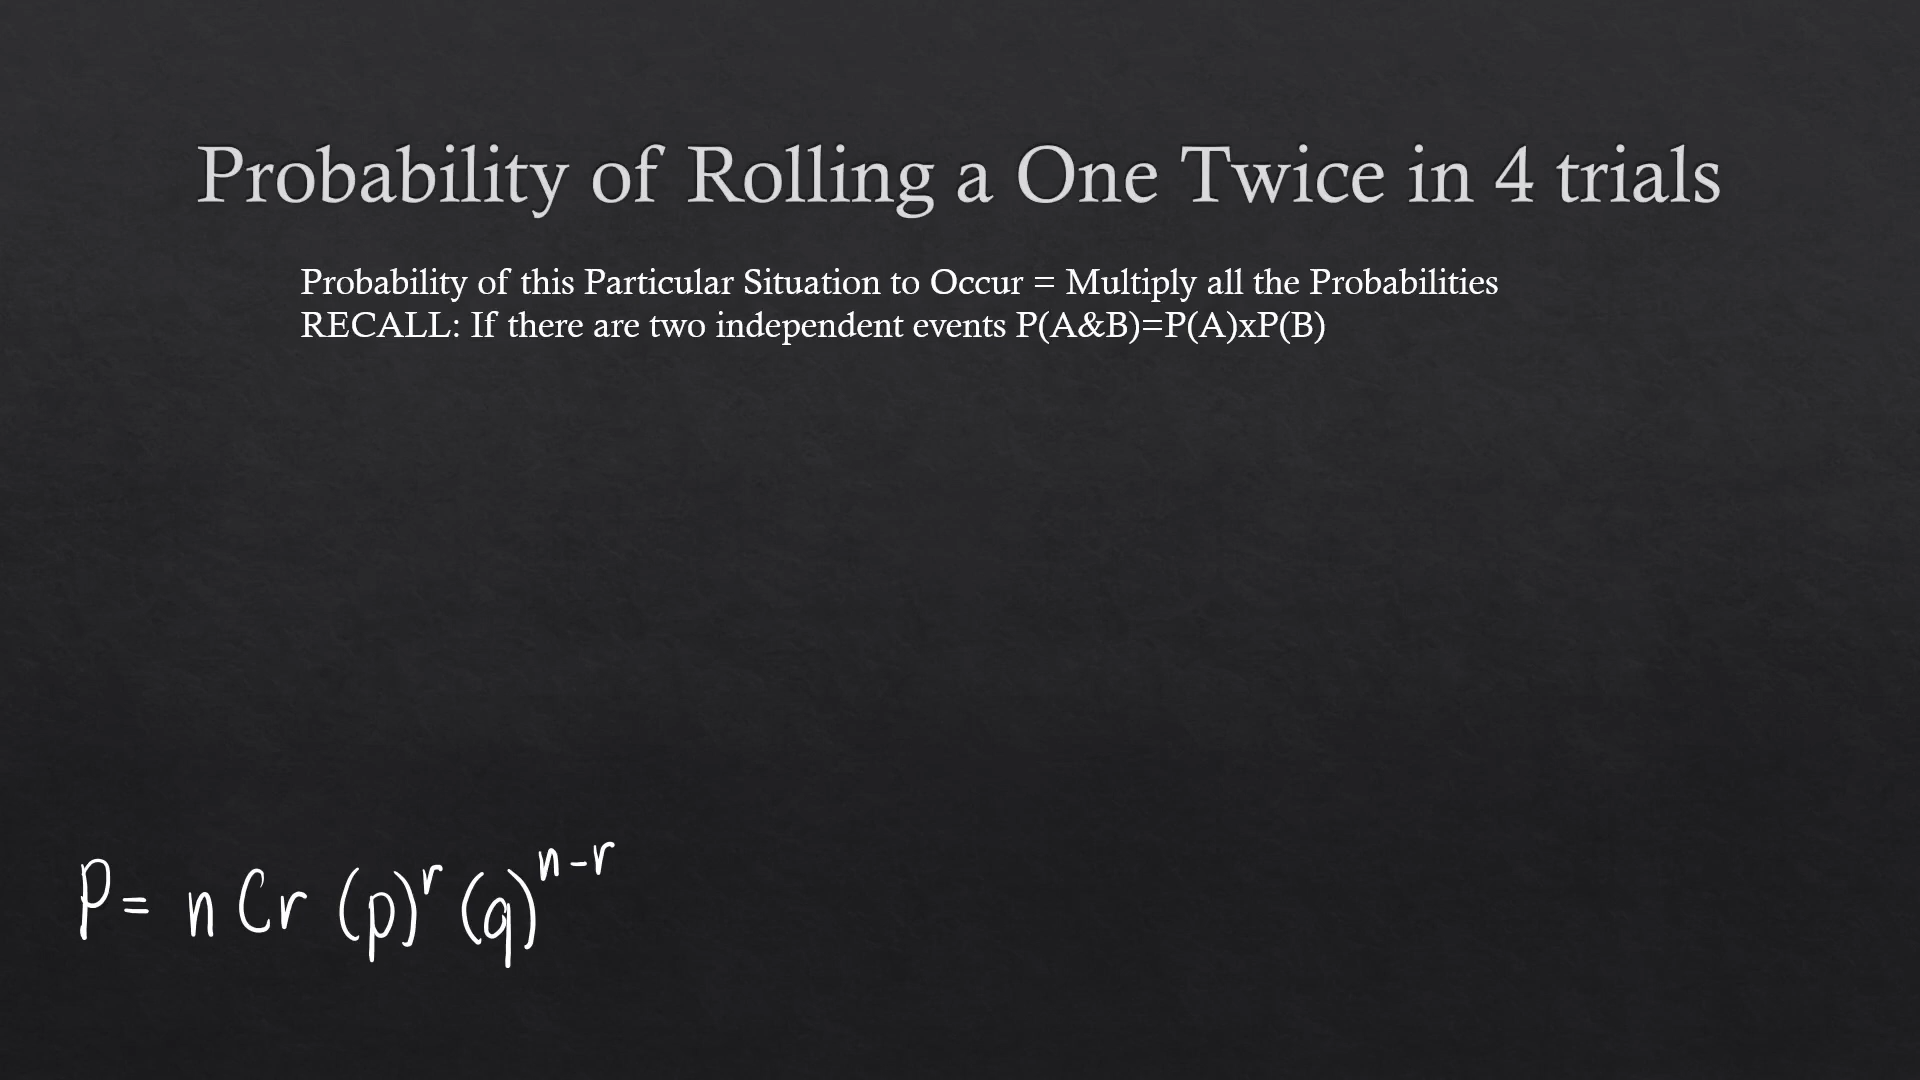 Probability of Rolling a One Twice in 4 trials
Probability of this Particular Situation to Occur = Multiply all the Probabilities
RECALL: If there are two independent events P(A&B)=P(A)xP(B)
P = n C r (p)^r (q)^n-r